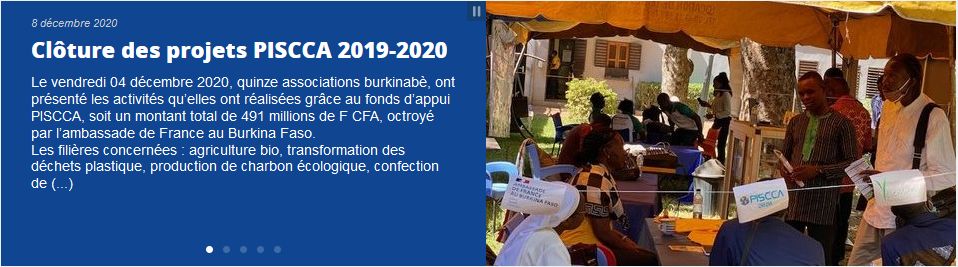 8 décembre 2020
Clôture des projets PISCCA 2019-2020
Le vendredi 04 décembre 2020, quinze associations burkinabè, ont
présenté les activités qu'elles ont réalisées grâce au fonds d'appui
PISCCA, soit un montant total de 491 millions de F CFA, octroyé
par l'ambassade de France au Burkina Faso.
Les filières concernées : agriculture bio, transformation des
déchets plastique, production de charbon écologique, confection
de (...)
AMBASSADE
DE FRANCE
AU BURKINA FASO
PISCCA